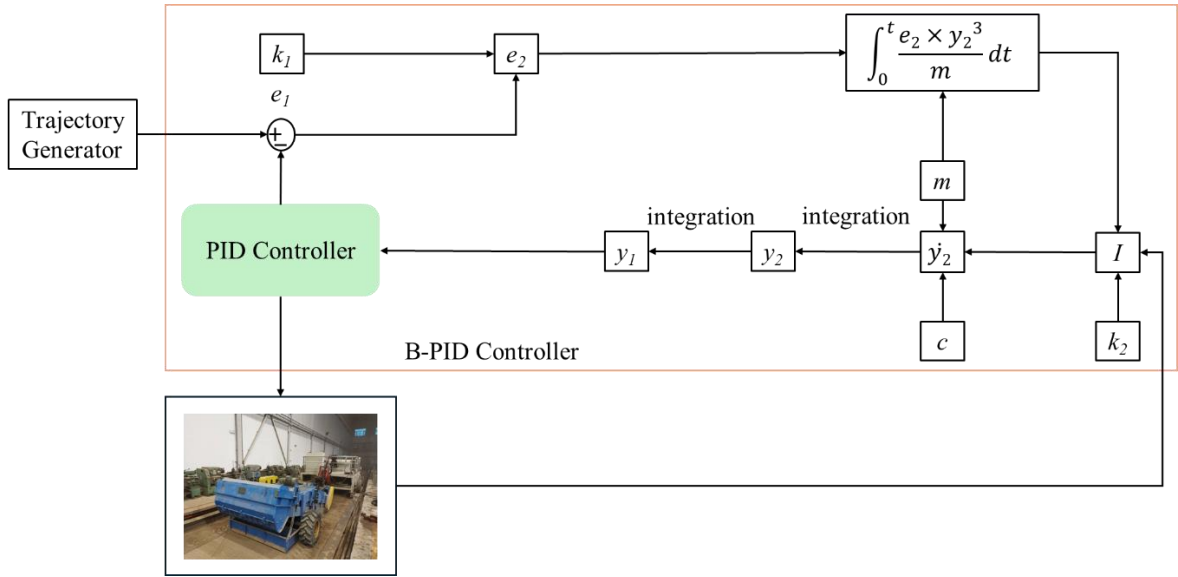 k₁
e₂
∫₀ᵗ (e₂ × y₂³)/m dt
e₁
Trajectory
Generator
+
−
m
integration
integration
PID Controller
y₁
y₂
ẏ₂
I
B-PID Controller
c
k₂